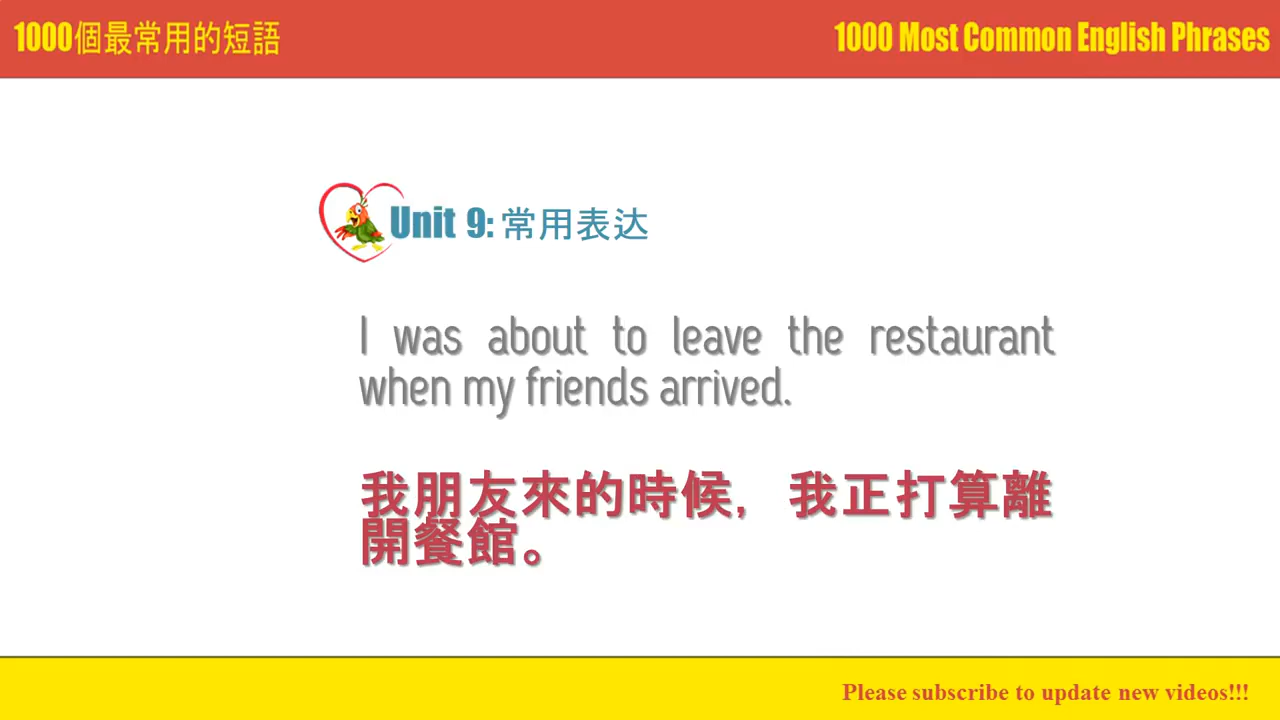 1000個最常用的短語
1000 Most Common English Phrases
Unit 9: 常用表达
I was about to leave the restaurant
when my friends arrived.
我朋友來的時候，我正打算離
開餐館。
Please subscribe to update new videos!!!